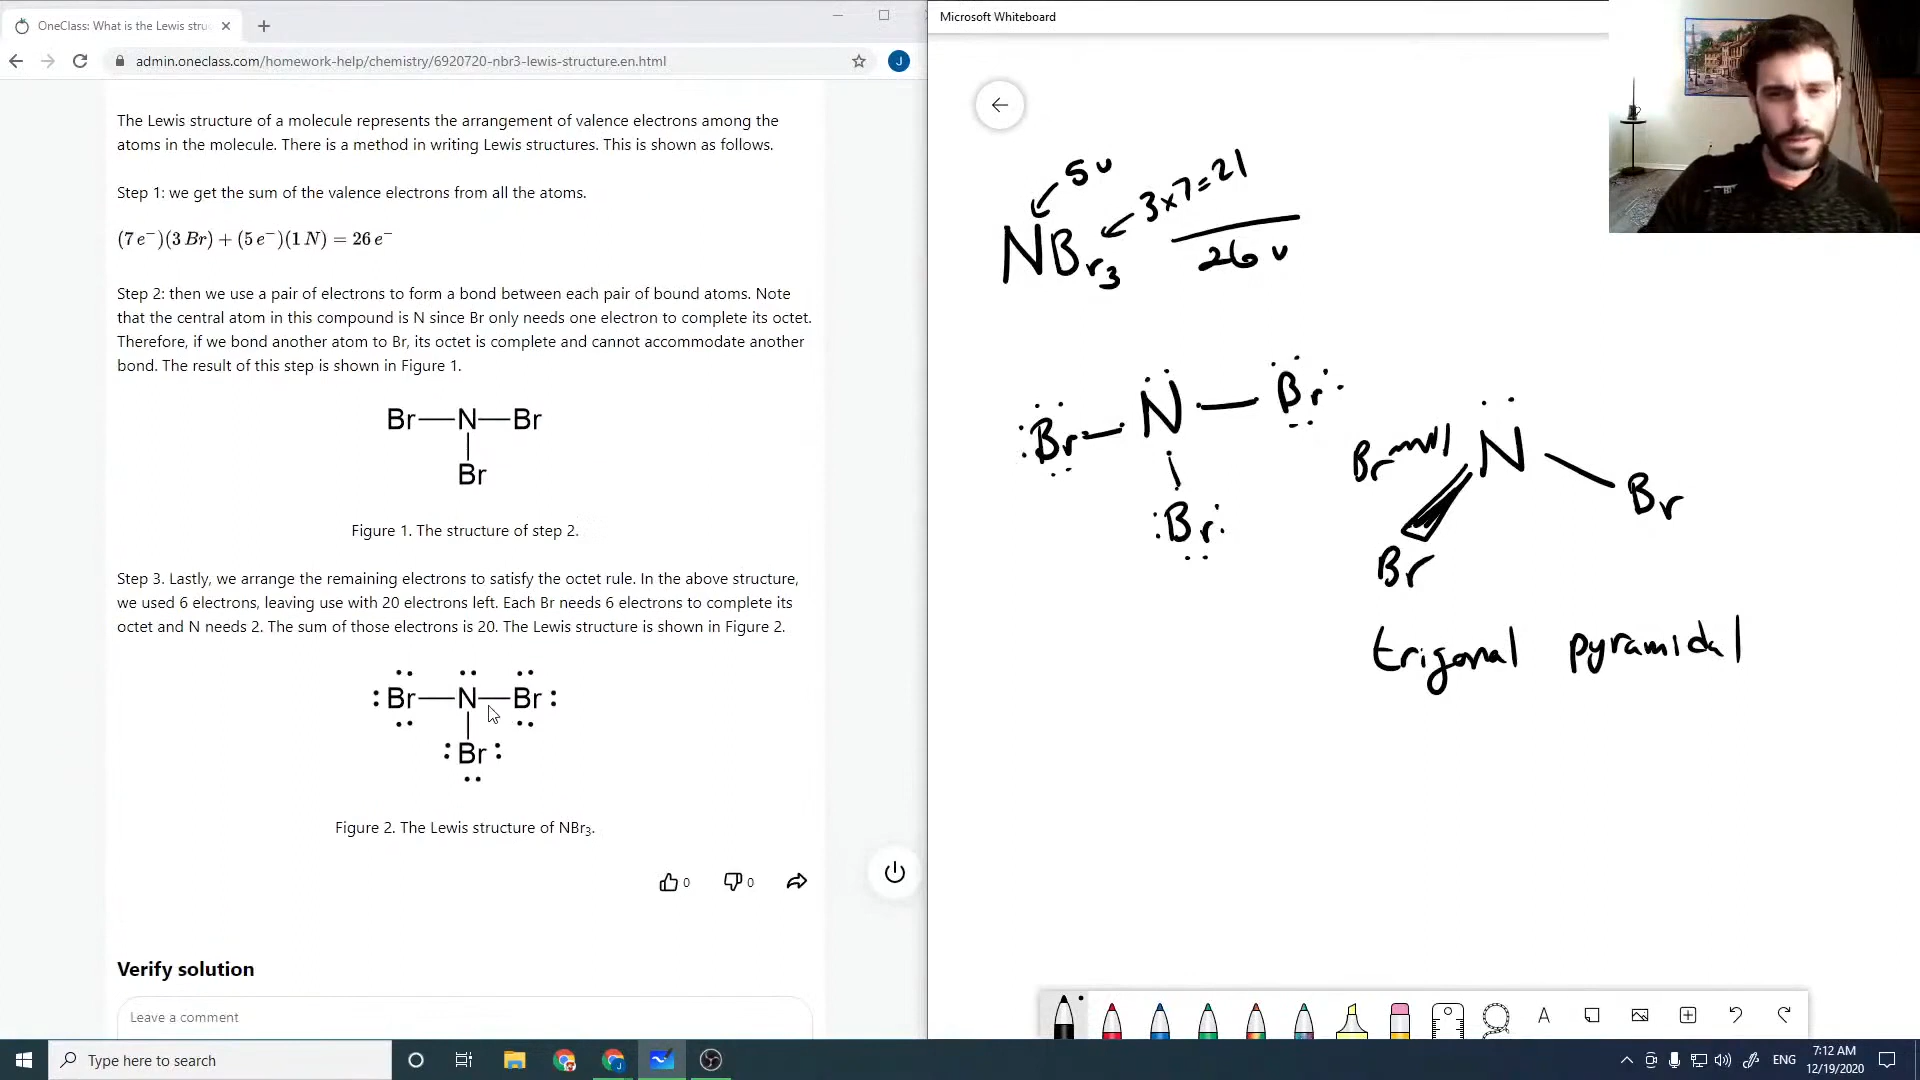 OneClass: What is the Lewis stru
admin.oneclass.com/homework-help/chemistry/6920720-nbr3-lewis-structure.en.html
J
The Lewis structure of a molecule represents the arrangement of valence electrons among the
atoms in the molecule. There is a method in writing Lewis structures. This is shown as follows.
Step 1: we get the sum of the valence electrons from all the atoms.
(7 e⁻)(3 Br) + (5 e⁻)(1 N) = 26 e⁻
Step 2: then we use a pair of electrons to form a bond between each pair of bound atoms. Note
that the central atom in this compound is N since Br only needs one electron to complete its octet.
Therefore, if we bond another atom to Br, its octet is complete and cannot accommodate another
bond. The result of this step is shown in Figure 1.
Br—N—Br
Br
Figure 1. The structure of step 2.
Step 3. Lastly, we arrange the remaining electrons to satisfy the octet rule. In the above structure,
we used 6 electrons, leaving use with 20 electrons left. Each Br needs 6 electrons to complete its
octet and N needs 2. The sum of those electrons is 20. The Lewis structure is shown in Figure 2.
:Br—N—Br:
:Br:
Figure 2. The Lewis structure of NBr₃.
0
0
Verify solution
Leave a comment
Microsoft Whiteboard
5 v
3x7=21
NBr3
26 v
:Br—N—Br:
:Br:
Br N
Br
Br
trigonal pyramidal
A
Type here to search
ENG
7:12 AM
12/19/2020